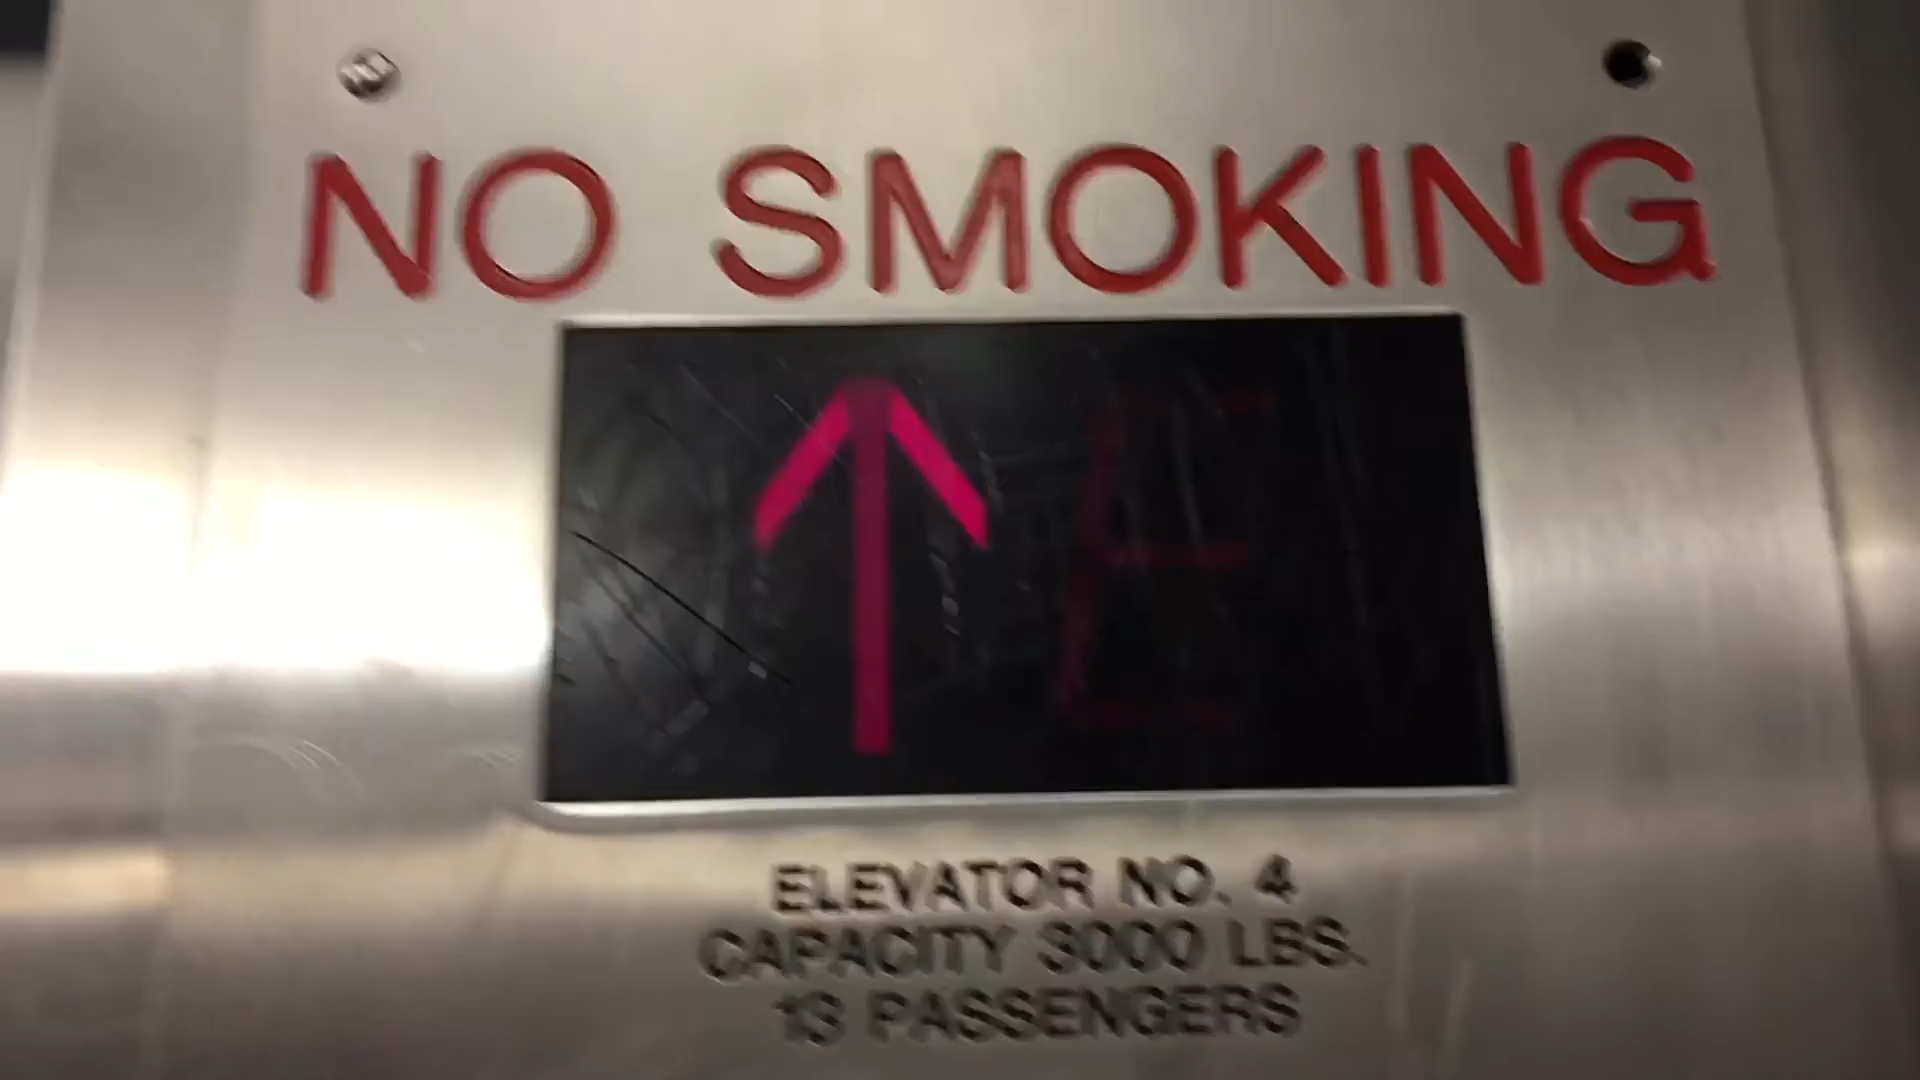 NO SMOKING
ELEVATOR NO. 4
CAPACITY 3000 LBS.
13 PASSENGERS